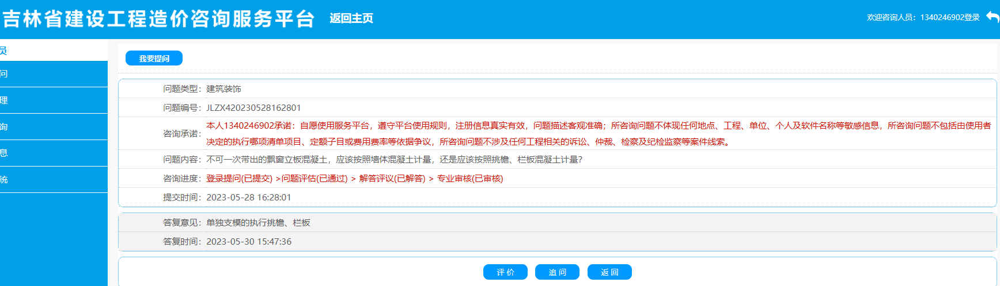 吉林省建设工程造价咨询服务平台 返回主页 欢迎咨询人员：1340246902登录
员
问
理
询
息
统
我要提问
问题类型：建筑装饰
问题编号：JLZX420230528162801
咨询承诺：本人1340246902承诺：自愿使用服务平台，遵守平台使用规则，注册信息真实有效，问题描述客观准确；所咨询问题不体现任何地点、工程、单位、个人及软件名称等敏感信息，所咨询问题不包括由使用者
决定的执行哪项清单项目、定额子目或费用费率等依据争议，所咨询问题不涉及任何工程相关的诉讼、仲裁、检察及纪检监察等案件线索。
问题内容：不可一次带出的飘窗立板混凝土，应该按照墙体混凝土计量，还是应该按照挑檐、栏板混凝土计量?
咨询进度：登录提问(已提交) >问题评估(已通过) > 解答评议(已解答) > 专业审核(已审核)
提交时间：2023-05-28 16:28:01
答复意见：单独支模的执行挑檐、栏板
答复时间：2023-05-30 15:47:36
评 价 追 问 返 回